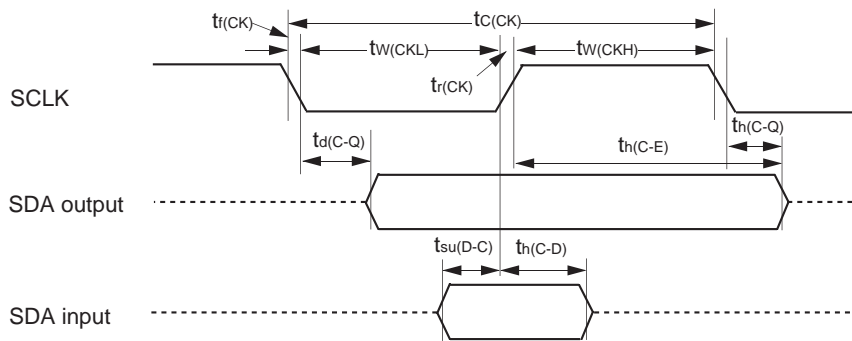 tf(CK)
tC(CK)
tW(CKL)
tW(CKH)
tr(CK)
SCLK
th(C-Q)
td(C-Q)
th(C-E)
SDA output
tsu(D-C)
th(C-D)
SDA input